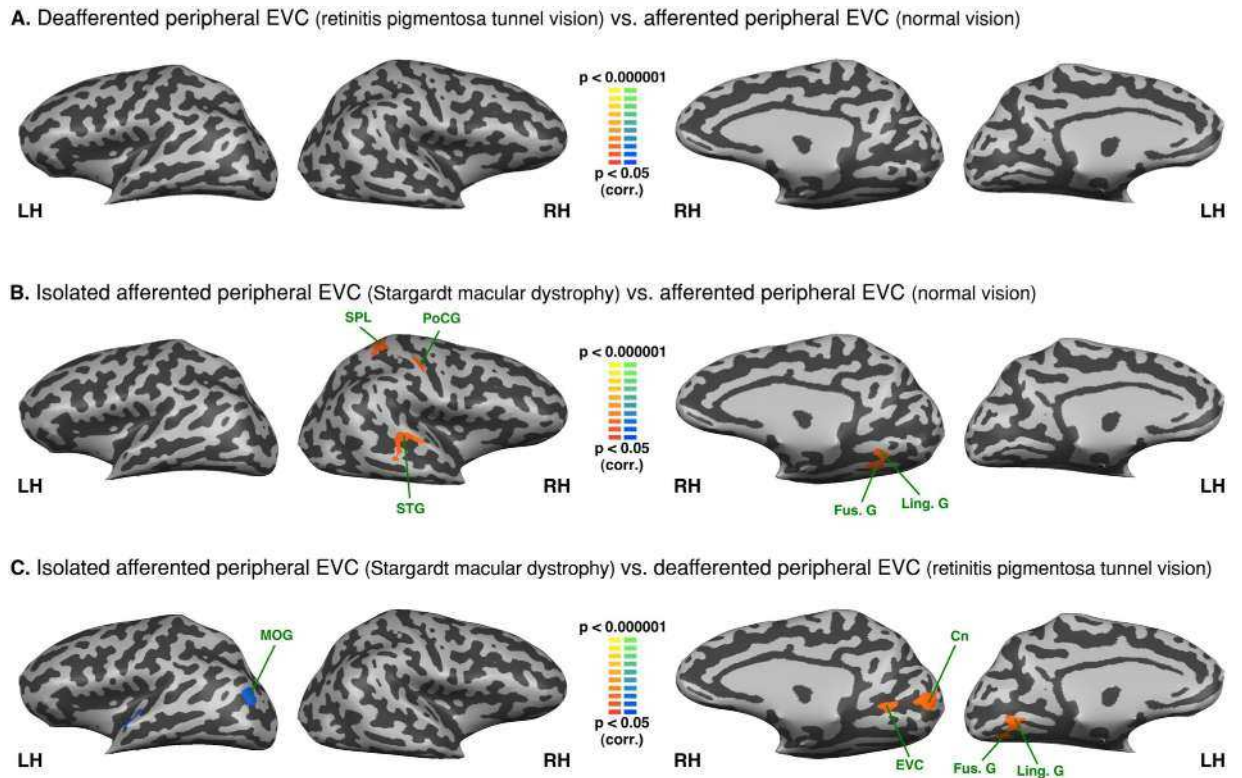 A. Deafferented peripheral EVC (retinitis pigmentosa tunnel vision) vs. afferented peripheral EVC (normal vision)
p < 0.000001
p < 0.05
(corr.)
LH
RH
RH
LH
B. Isolated afferented peripheral EVC (Stargardt macular dystrophy) vs. afferented peripheral EVC (normal vision)
SPL
PoCG
p < 0.000001
p < 0.05
(corr.)
LH
RH
RH
LH
STG
Fus. G
Ling. G
C. Isolated afferented peripheral EVC (Stargardt macular dystrophy) vs. deafferented peripheral EVC (retinitis pigmentosa tunnel vision)
MOG
p < 0.000001
Cn
p < 0.05
(corr.)
LH
RH
RH
EVC
Fus. G
Ling. G
LH